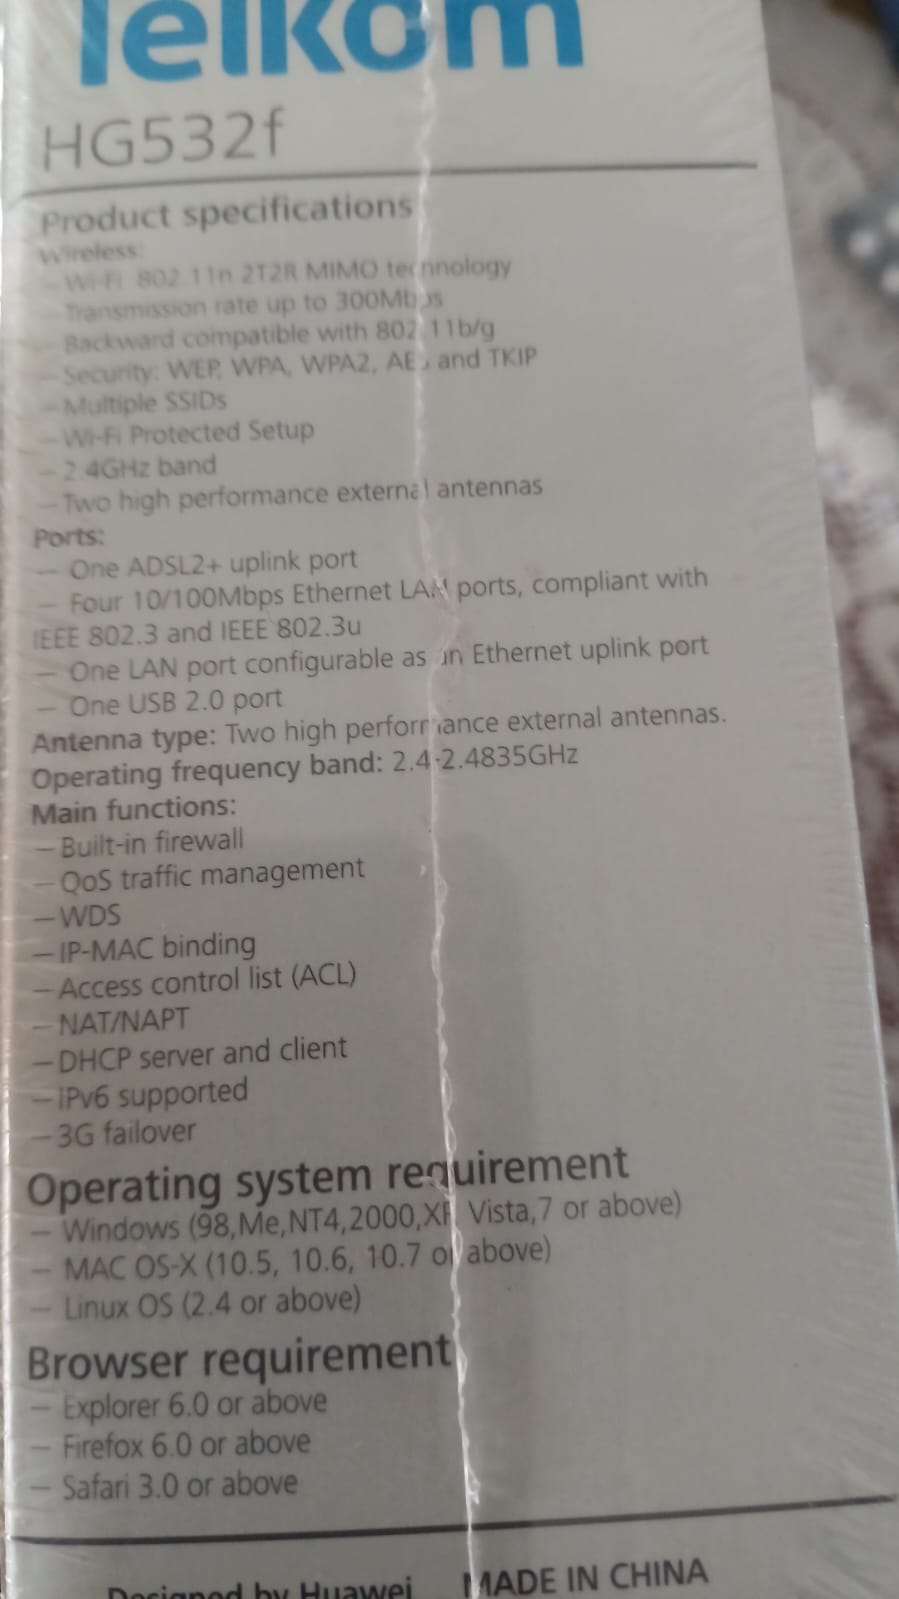 Telkom
HG532f
Product specifications
Wireless:
— Wi-Fi 802.11n 2T2R MIMO technology
— Transmission rate up to 300Mbps
Backward compatible with 802.11b/g
— Security: WEP, WPA, WPA2, AES and TKIP
— Multiple SSIDs
— Wi-Fi Protected Setup
— 2.4GHz band
— Two high performance external antennas
Ports:
— One ADSL2+ uplink port
— Four 10/100Mbps Ethernet LAN ports, compliant with
IEEE 802.3 and IEEE 802.3u
— One LAN port configurable as an Ethernet uplink port
— One USB 2.0 port
Antenna type: Two high performance external antennas.
Operating frequency band: 2.4-2.4835GHz
Main functions:
— Built-in firewall
— QoS traffic management
— WDS
— IP-MAC binding
— Access control list (ACL)
— NAT/NAPT
— DHCP server and client
— IPv6 supported
— 3G failover
Operating system requirement
— Windows (98,Me,NT4,2000,XP, Vista,7 or above)
— MAC OS-X (10.5, 10.6, 10.7 or above)
— Linux OS (2.4 or above)
Browser requirement
— Explorer 6.0 or above
— Firefox 6.0 or above
— Safari 3.0 or above
Designed by Huawei MADE IN CHINA